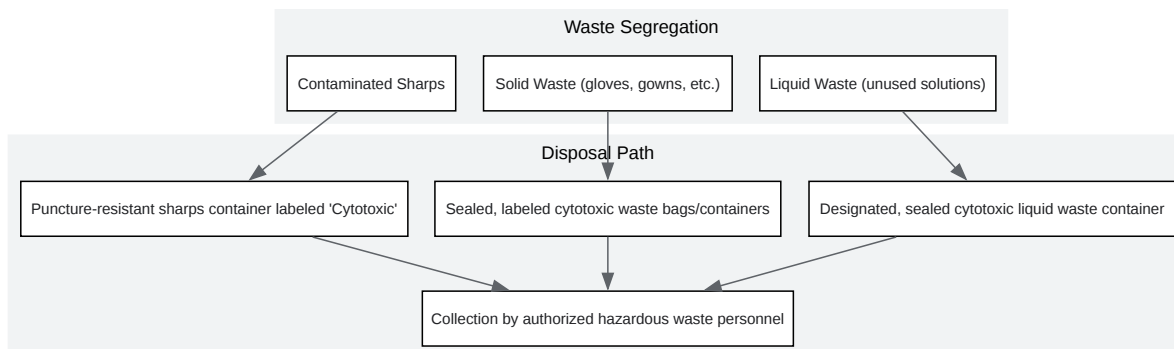 Waste Segregation
Contaminated Sharps
Solid Waste (gloves, gowns, etc.)
Liquid Waste (unused solutions)
Disposal Path
Puncture-resistant sharps container labeled 'Cytotoxic'
Sealed, labeled cytotoxic waste bags/containers
Designated, sealed cytotoxic liquid waste container
Collection by authorized hazardous waste personnel